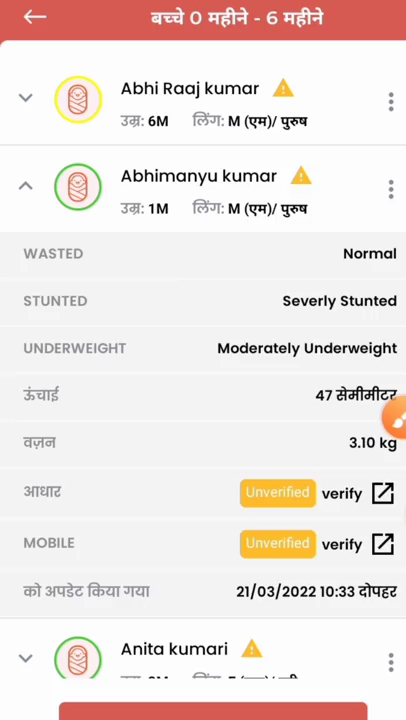 बच्चे 0 महीने - 6 महीने
Abhi Raaj kumar
उम्र: 6M लिंग: M (एम)/ पुरुष
Abhimanyu kumar
उम्र: 1M लिंग: M (एम)/ पुरुष
WASTED Normal
STUNTED Severly Stunted
UNDERWEIGHT Moderately Underweight
ऊंचाई 47 सेमीमीटर
वज़न 3.10 kg
आधार Unverified verify
MOBILE Unverified verify
को अपडेट किया गया 21/03/2022 10:33 दोपहर
Anita kumari